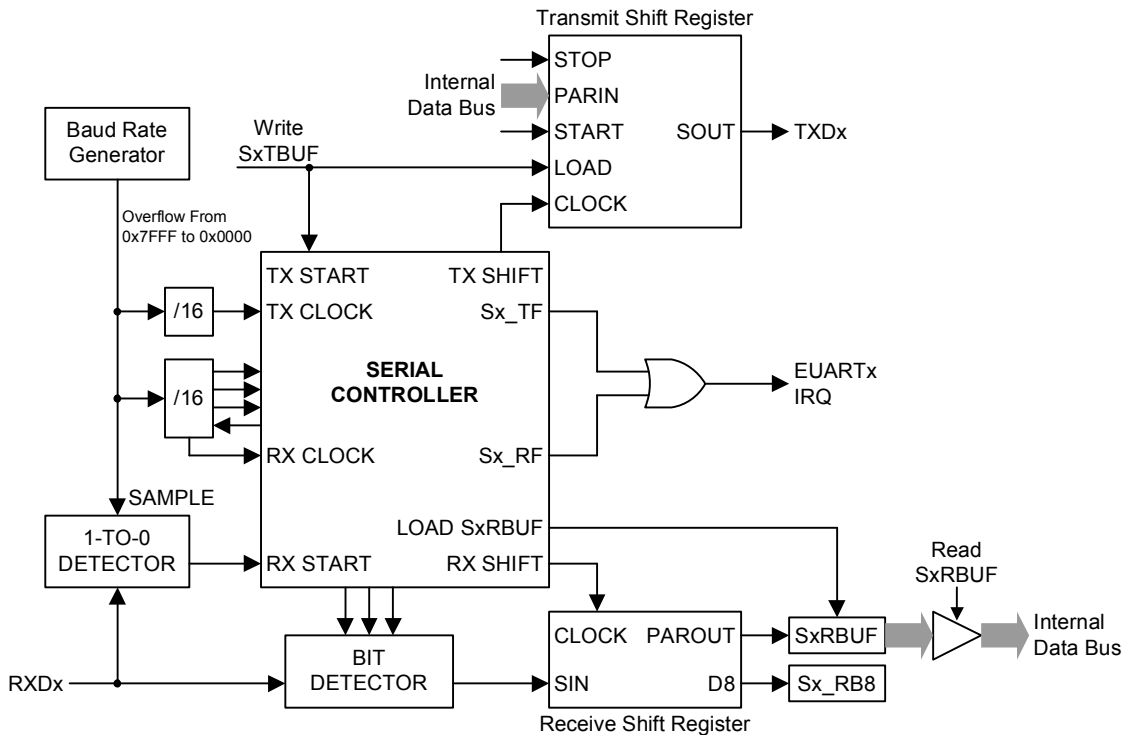 Transmit Shift Register
STOP
Internal
Data Bus
PARIN
START
SOUT
TXDx
LOAD
CLOCK
Baud Rate
Generator
Write
SxTBUF
Overflow From
0x7FFF to 0x0000
TX START
TX SHIFT
/16
TX CLOCK
Sx_TF
SERIAL
CONTROLLER
EUARTx
IRQ
/16
RX CLOCK
Sx_RF
SAMPLE
1-TO-0
DETECTOR
LOAD SxRBUF
RX START
RX SHIFT
Read
SxRBUF
CLOCK
PAROUT
SxRBUF
Internal
Data Bus
RXDx
BIT
DETECTOR
SIN
D8
Sx_RB8
Receive Shift Register